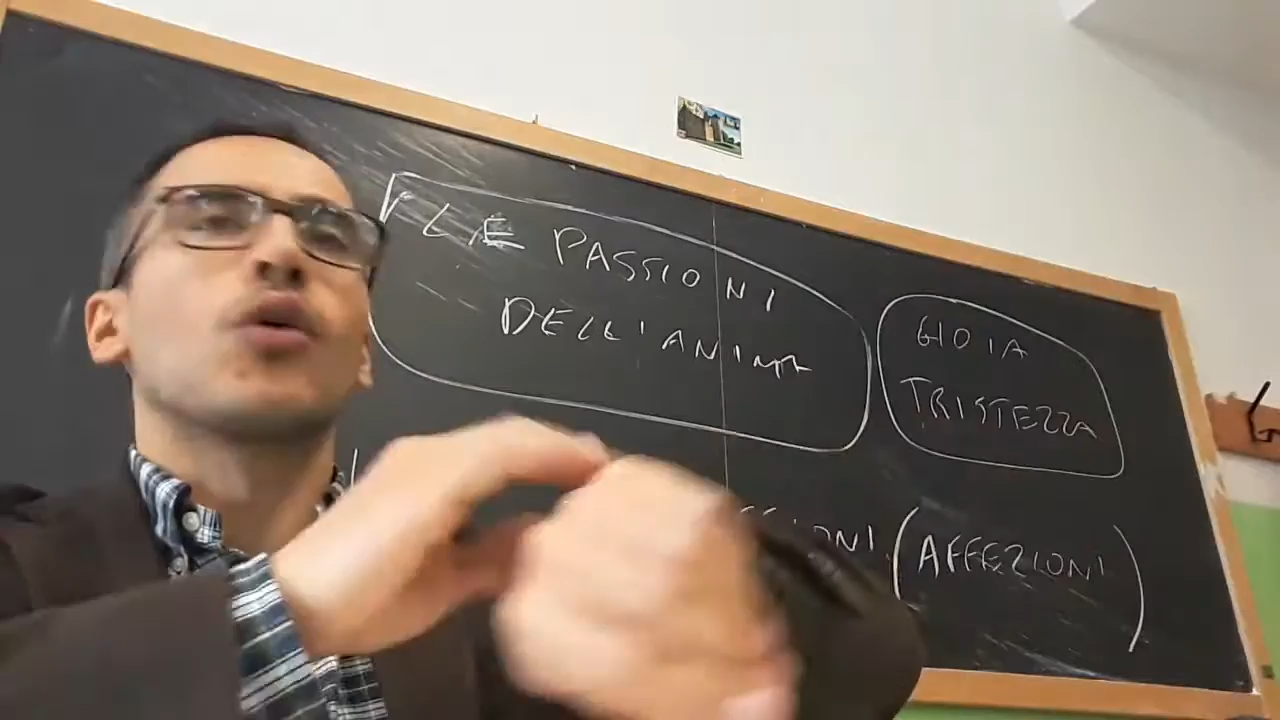 LE PASSIONI
DELL'ANIMA
GIOIA
TRISTEZZA
(AFFEZIONI)